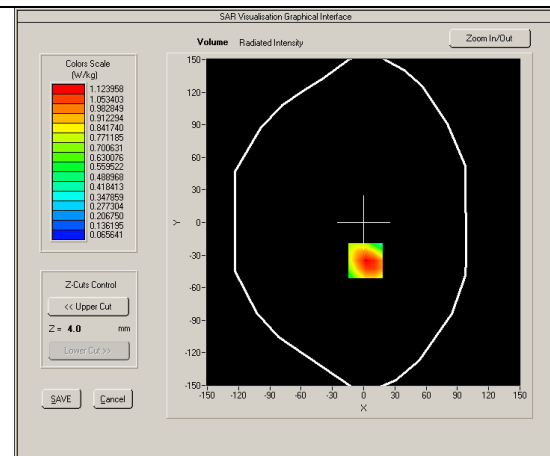 SAR Visualisation Graphical Interface
Volume Radiated Intensity
Zoom In/Out
Colors Scale
(W/kg)
1.123958
1.053403
0.982849
0.912294
0.841740
0.771185
0.700631
0.630076
0.559522
0.488968
0.418413
0.347859
0.277304
0.206750
0.136195
0.065641
Z-Cuts Control
<< Upper Cut
Z = 4.0 mm
Lower Cut >>
SAVE Cancel
150
120
90
60
30
0
-30
-60
-90
-120
-150
Y
-150 -120 -90 -60 -30 0 30 60 90 120 150
X